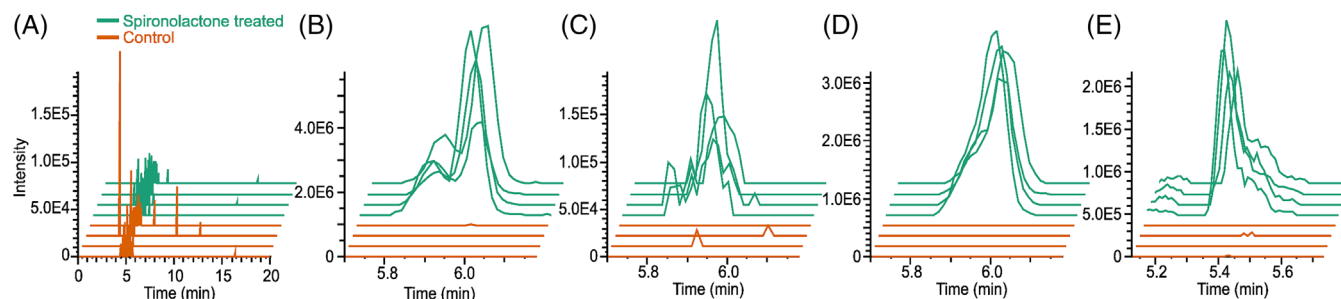 (A)
Spironolactone treated
Control
Intensity
1.5E5
1.0E5
5.0E4
0
0 5 10 15 20
Time (min)
(B)
4.0E6
2.0E6
0
5.8 6.0
Time (min)
(C)
1.5E5
1.0E5
5.0E4
0
5.8 6.0
Time (min)
(D)
3.0E6
2.0E6
1.0E6
0
5.8 6.0
Time (min)
(E)
2.0E6
1.5E6
1.0E6
5.0E5
0
5.2 5.4 5.6
Time (min)